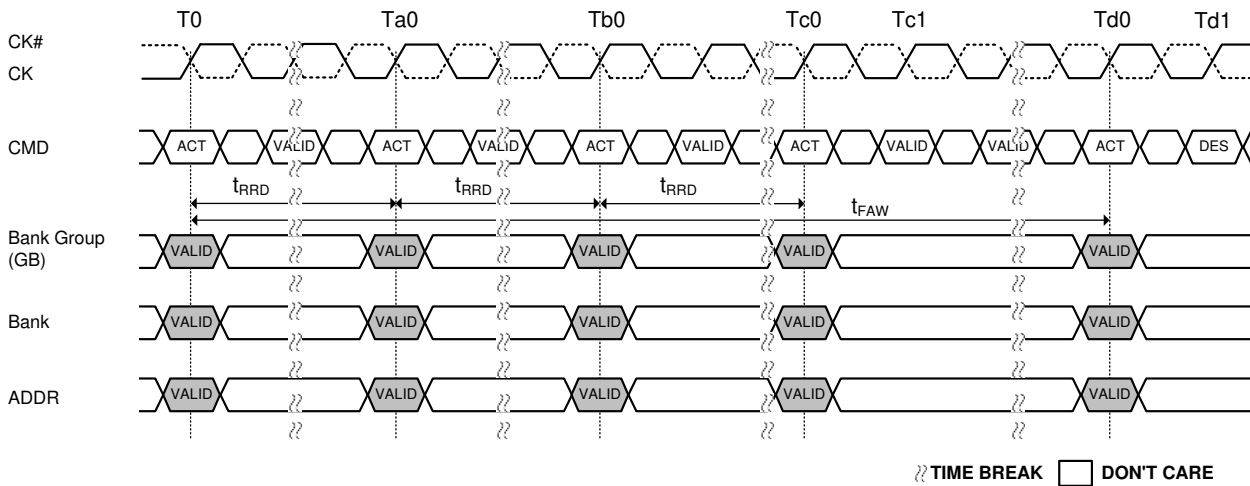 T0 Ta0 Tb0 Tc0 Tc1 Td0 Td1
CK#
CK
CMD ACT VALID ACT VALID ACT VALID ACT VALID VALID ACT DES
tRRD tRRD tRRD
tFAW
Bank Group
(GB)
VALID VALID VALID VALID VALID
Bank VALID VALID VALID VALID VALID
ADDR VALID VALID VALID VALID VALID
TIME BREAK DON'T CARE